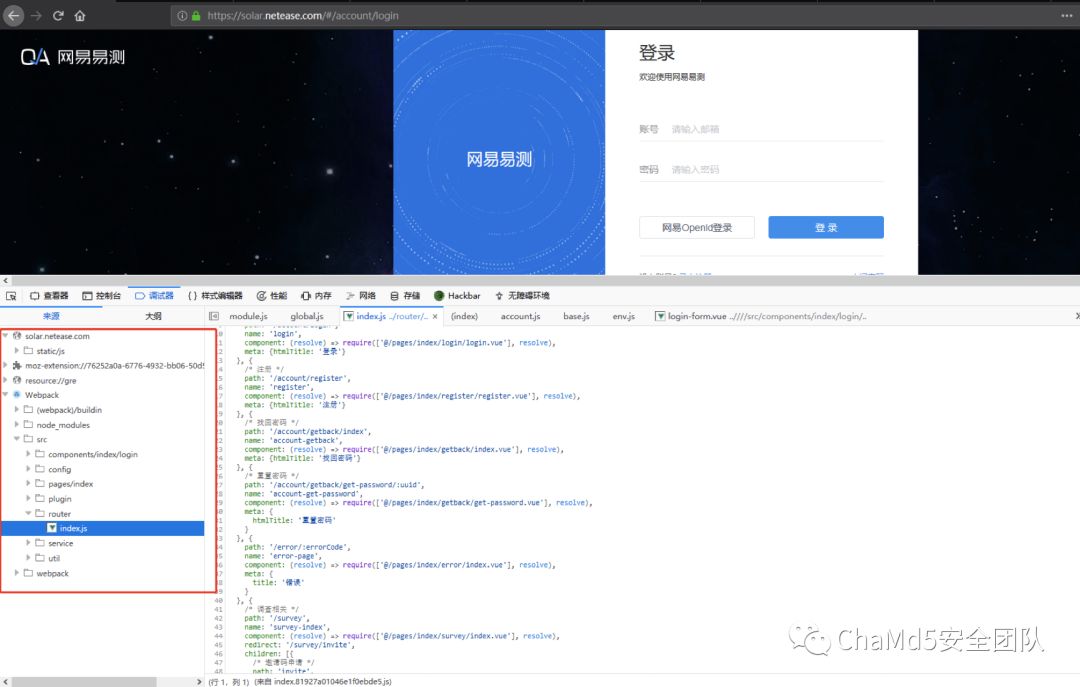 https://solar.netease.com/#/account/login
QA 网易易测
登录
欢迎使用网易易测
账号 请输入邮箱
网易易测
密码 请输入密码
网易OpenId登录 登 录
查看器 控制台 调试器 样式编辑器 性能 内存 网络 存储 Hackbar 无障碍环境
来源 大纲 module.js global.js index.js ../router/.. × (index) account.js base.js env.js login-form.vue ..////src/components/index/login/..
solar.netease.com
static/js
moz-extension://76252a0a-6776-4932-bb06-50d5
resource://gre
Webpack
(webpack)/buildin
node_modules
src
components/index/login
config
pages/index
plugin
router
index.js
service
util
webpack
name: 'login',
component: (resolve) => require(['@/pages/index/login/login.vue'], resolve),
meta: {htmlTitle: '登录'}
}, {
/* 注册 */
path: '/account/register',
name: 'register',
component: (resolve) => require(['@/pages/index/register/register.vue'], resolve),
meta: {htmlTitle: '注册'}
}, {
/* 找回密码 */
path: '/account/getback/index',
name: 'account-getback',
component: (resolve) => require(['@/pages/index/getback/index.vue'], resolve),
meta: {htmlTitle: '找回密码'}
}, {
/* 重置密码 */
path: '/account/getback/get-password/:uuid',
name: 'account-get-password',
component: (resolve) => require(['@/pages/index/getback/get-password.vue'], resolve),
meta: {
htmlTitle: '重置密码'
}
}, {
path: '/error/:errorCode',
name: 'error-page',
component: (resolve) => require(['@/pages/index/error/index.vue'], resolve),
meta: {
title: '错误'
}
40 }, {
41 /* 调查相关 */
42 path: '/survey',
43 name: 'survey-index',
44 component: (resolve) => require(['@/pages/index/survey/index.vue'], resolve),
45 redirect: '/survey/invite',
46 children: [{
47 /* 邀请码申请 */
48 path: 'invite',
(行 1, 列 1) (来自 index.81927a01046e1f0ebde5.js)
ChaMd5安全团队